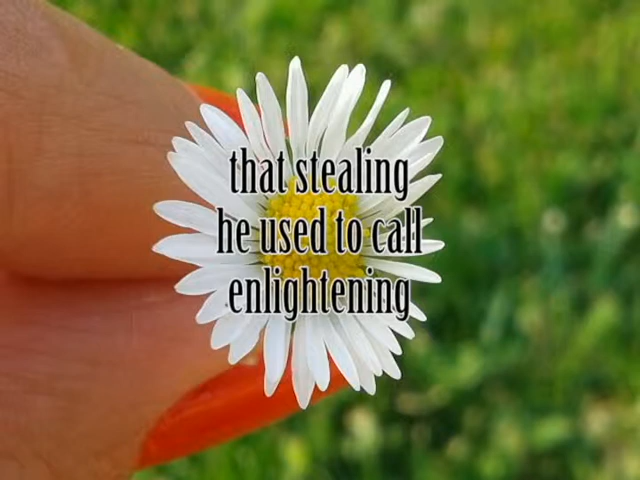 that stealing
he used to call
enlightening